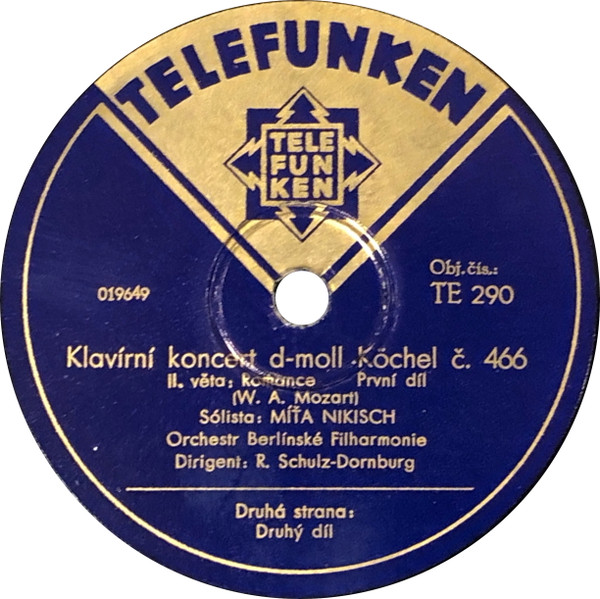 TELEFUNKEN
TELE
FUN
KEN
019649
Obj. čís.:
TE 290
Klavírní koncert d-moll Köchel č. 466
II. věta: Romance První díl
(W. A. Mozart)
Sólista: MÍŤA NIKISCH
Orchestr Berlínské Filharmonie
Dirigent: R. Schulz-Dornburg
Druhá strana:
Druhý díl